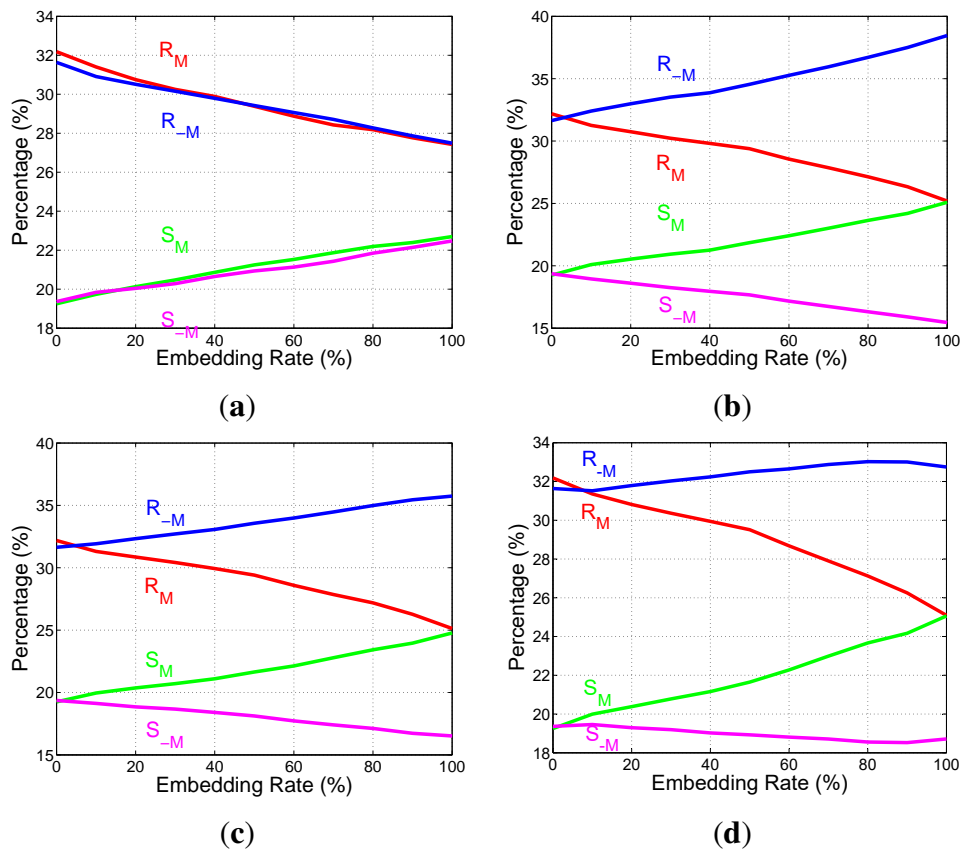 34
32
30
28
26
24
22
20
18
Percentage (%)
R_M
R_−M
S_M
S_−M
0 20 40 60 80 100
Embedding Rate (%)
(a)
40
35
30
25
20
15
Percentage (%)
R_−M
R_M
S_M
S_−M
0 20 40 60 80 100
Embedding Rate (%)
(b)
40
35
30
25
20
15
Percentage (%)
R_−M
R_M
S_M
S_−M
0 20 40 60 80 100
Embedding Rate (%)
(c)
34
32
30
28
26
24
22
20
18
Percentage (%)
R_-M
R_M
S_M
S_-M
0 20 40 60 80 100
Embedding Rate (%)
(d)